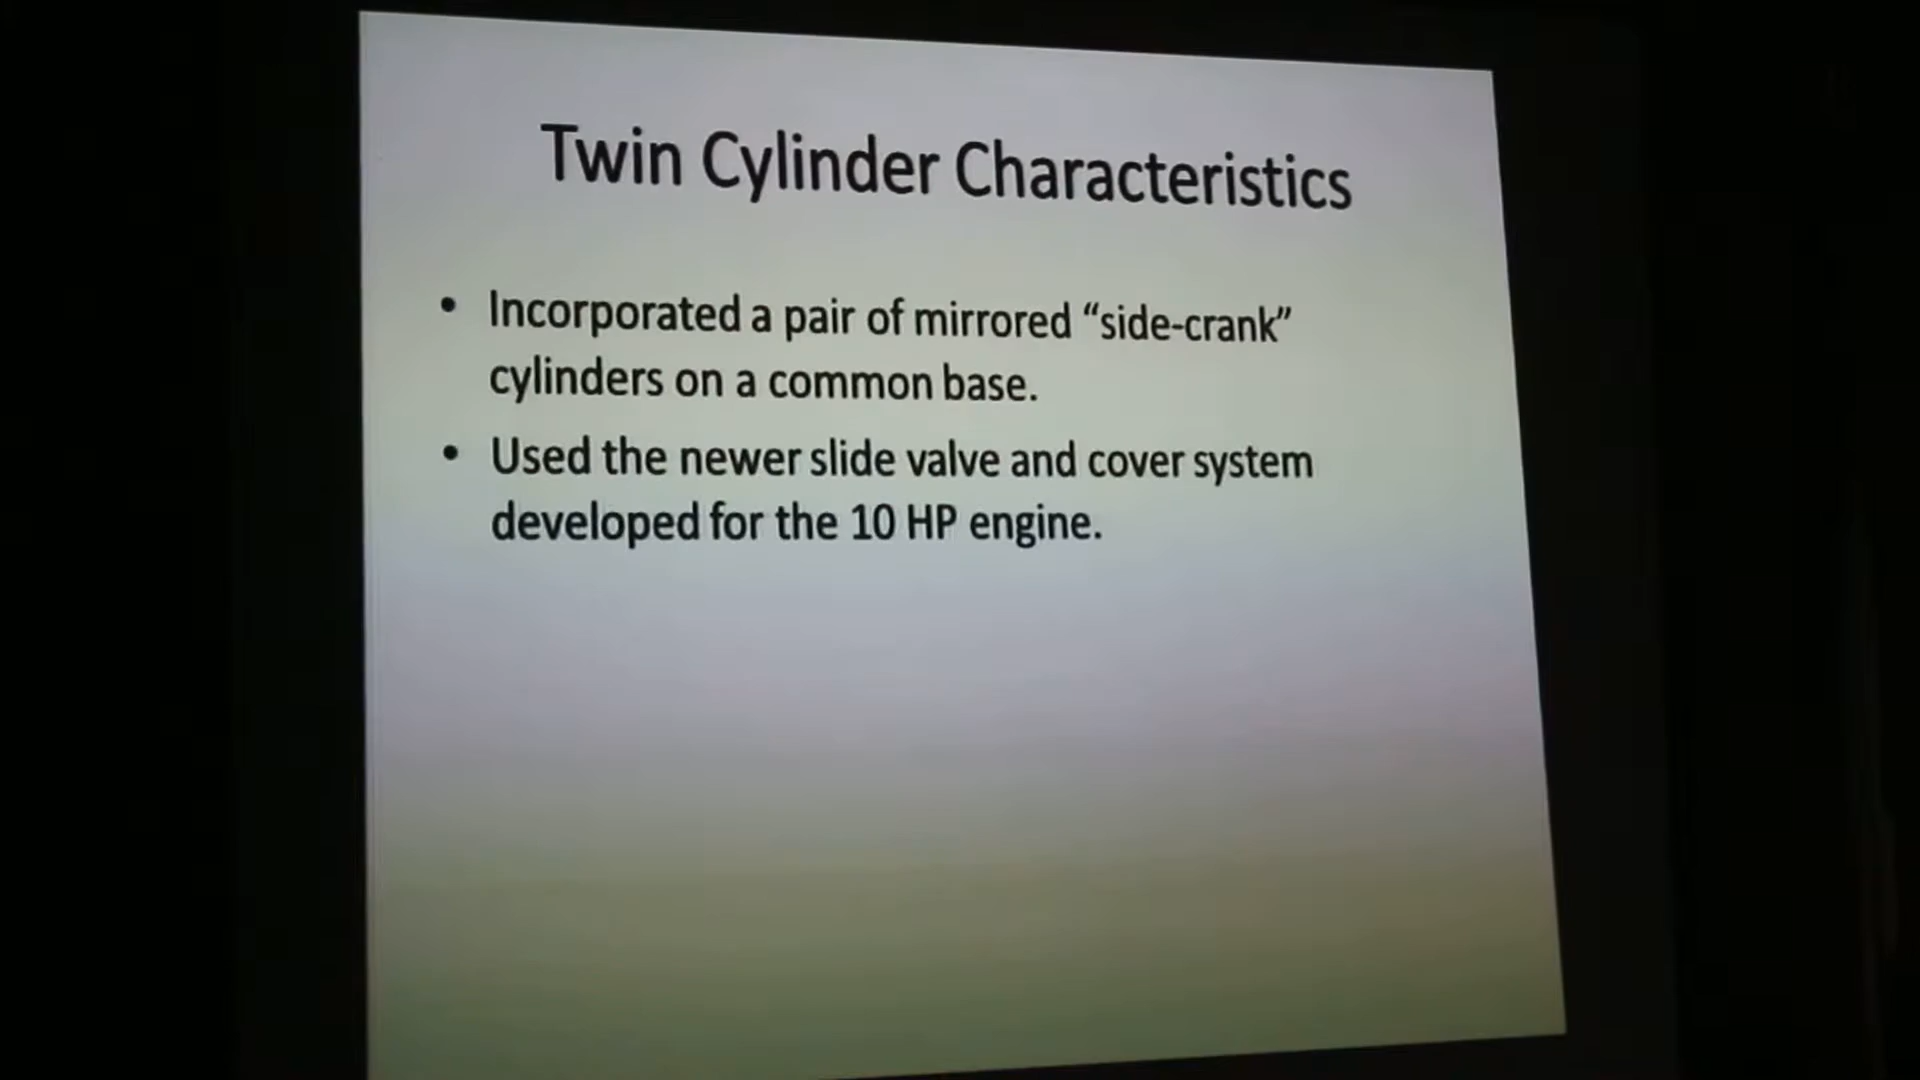 Twin Cylinder Characteristics
• Incorporated a pair of mirrored “side-crank”
cylinders on a common base.
• Used the newer slide valve and cover system
developed for the 10 HP engine.